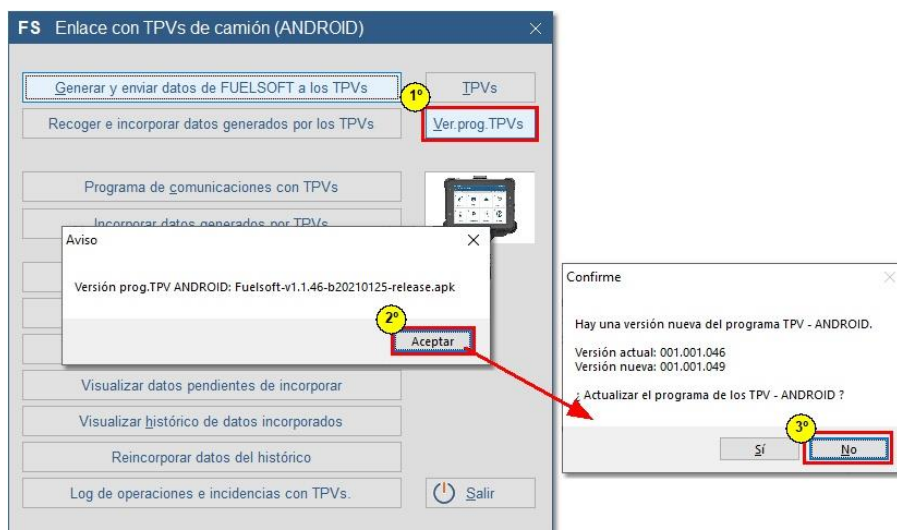 FS Enlace con TPVs de camión (ANDROID)
Generar y enviar datos de FUELSOFT a los TPVs
1º
TPVs
Recoger e incorporar datos generados por los TPVs
Ver.prog.TPVs
Programa de comunicaciones con TPVs
Incorporar datos generados por TPVs
Aviso
Versión prog.TPV ANDROID: Fuelsoft-v1.1.46-b20210125-release.apk
2º
Aceptar
Confirme
Hay una versión nueva del programa TPV - ANDROID.
Versión actual: 001.001.046
Versión nueva: 001.001.049
¿ Actualizar el programa de los TPV - ANDROID ?
3º
Sí
No
Visualizar datos pendientes de incorporar
Visualizar histórico de datos incorporados
Reincorporar datos del histórico
Log de operaciones e incidencias con TPVs.
Salir